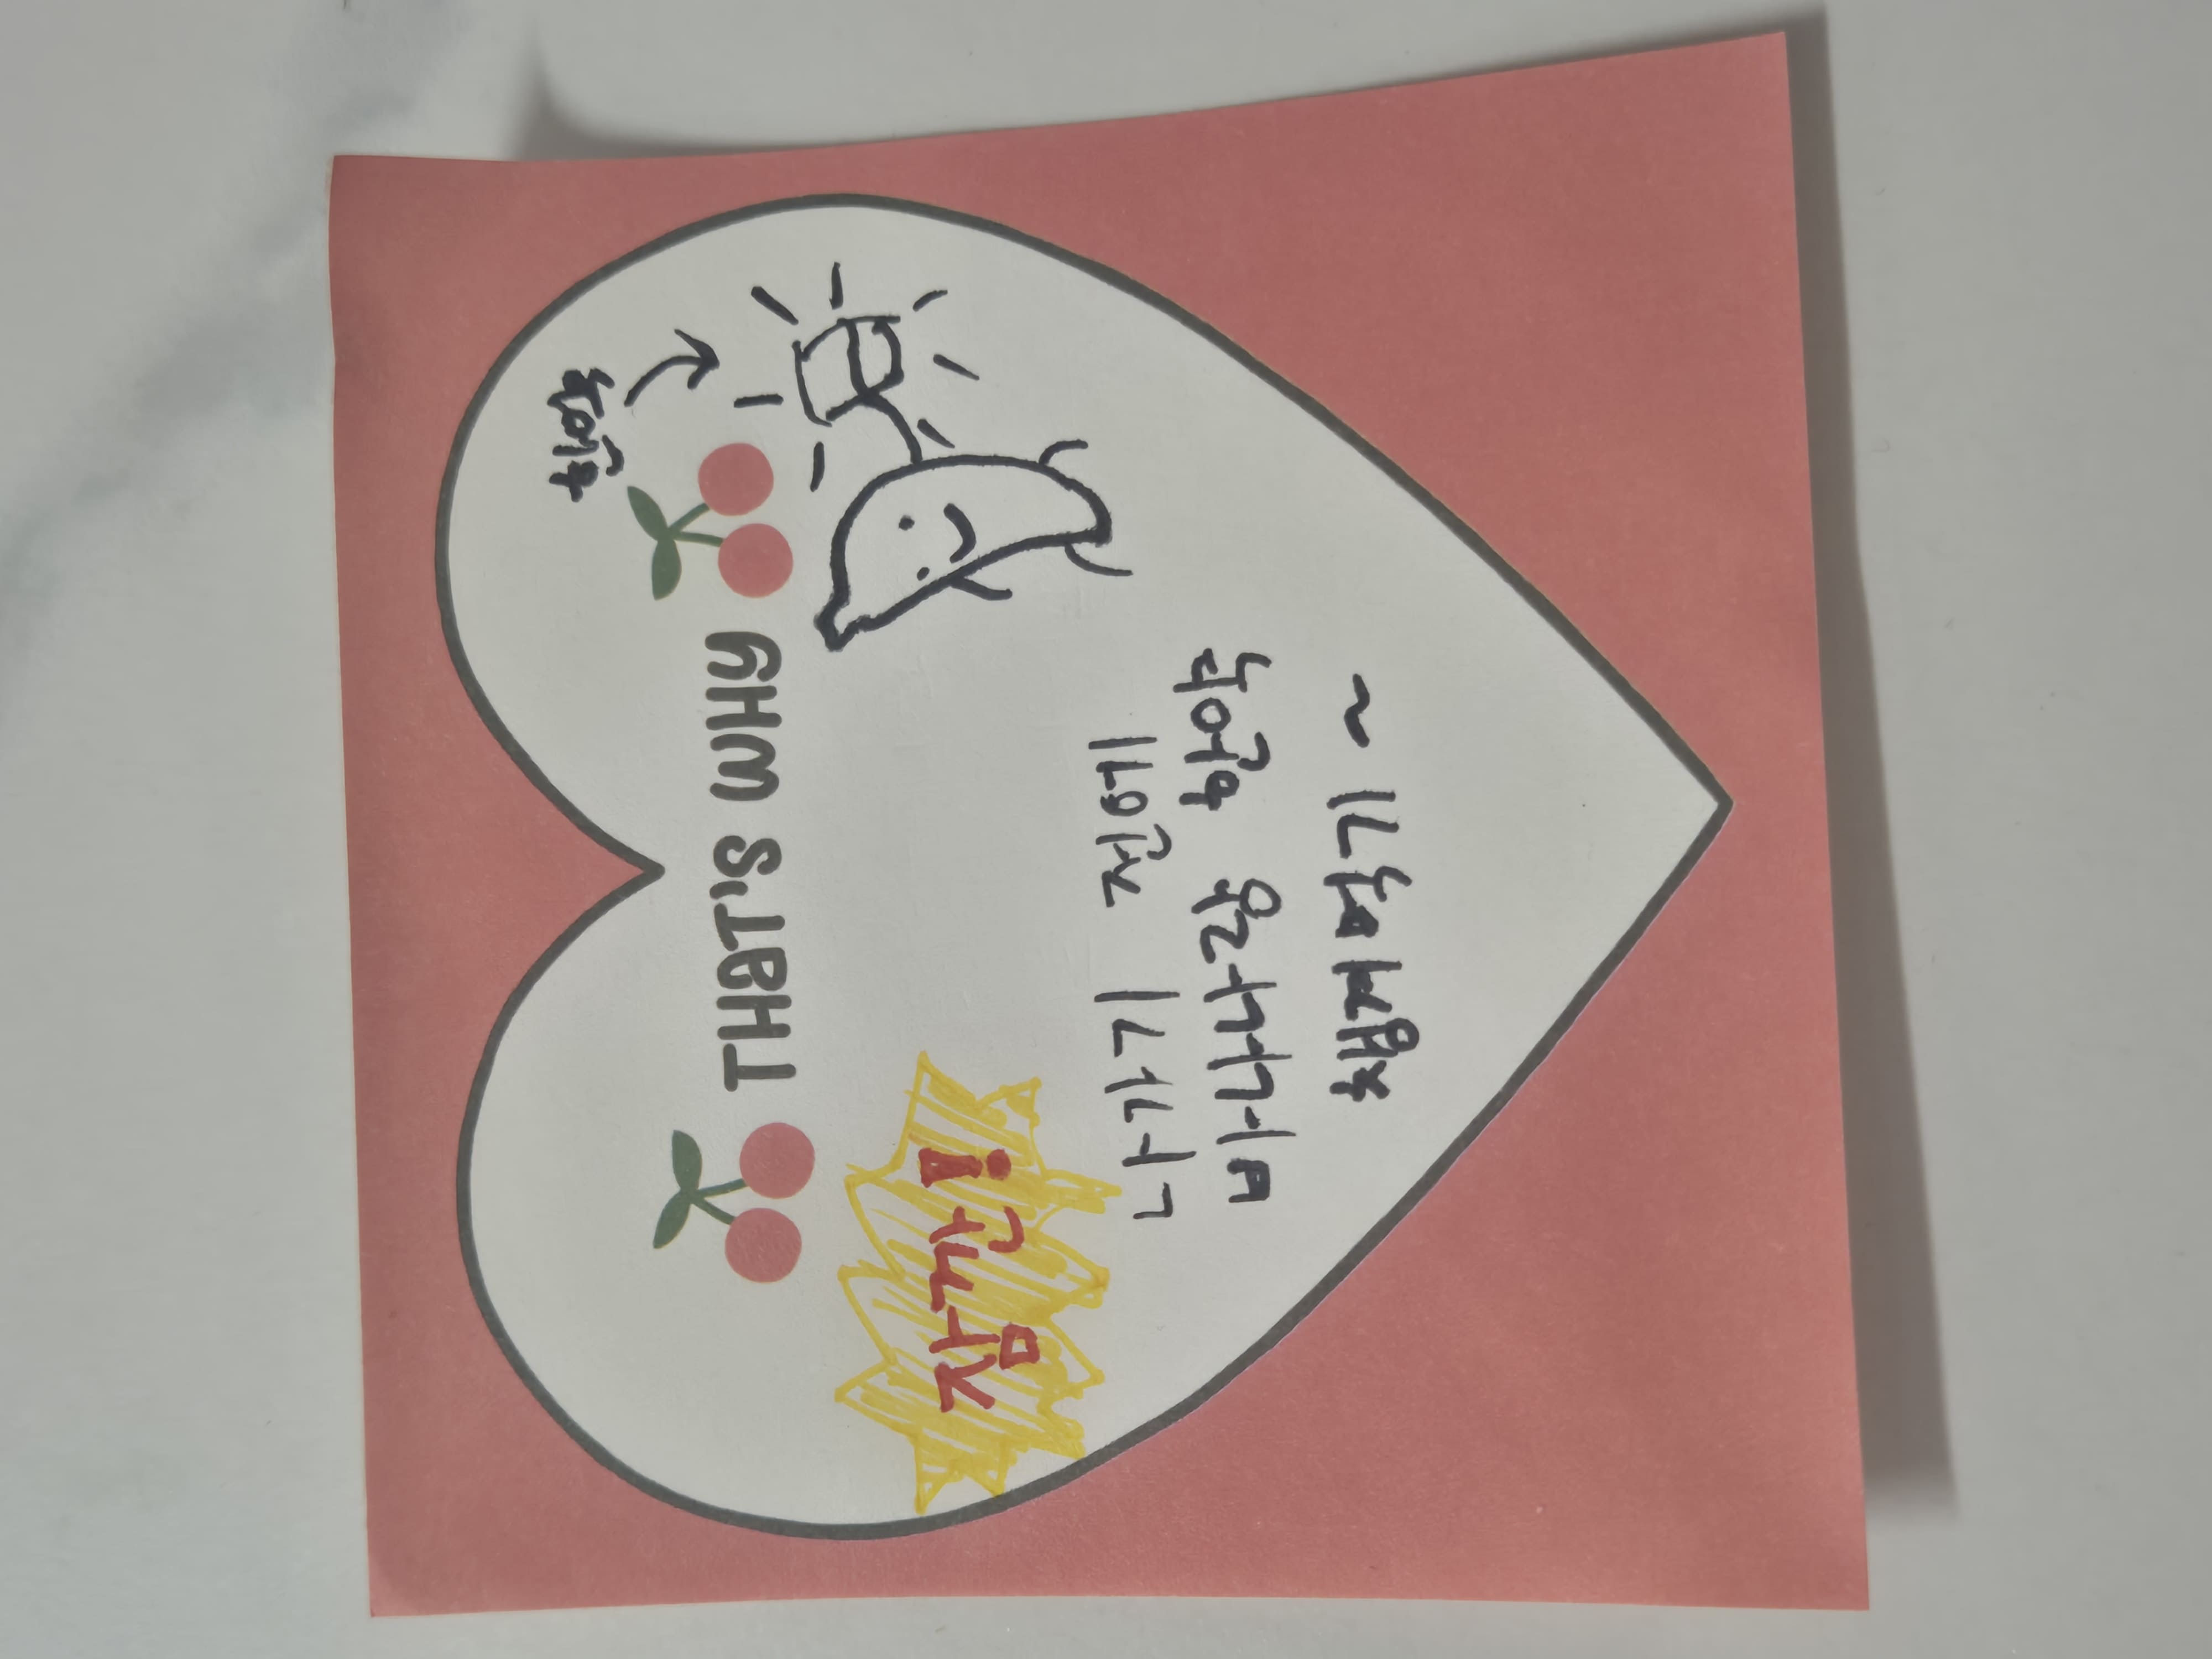 한약
THAT'S WHY
잠깐!
나가기 전에
바나나랑 한약
챙겨먹기 ~